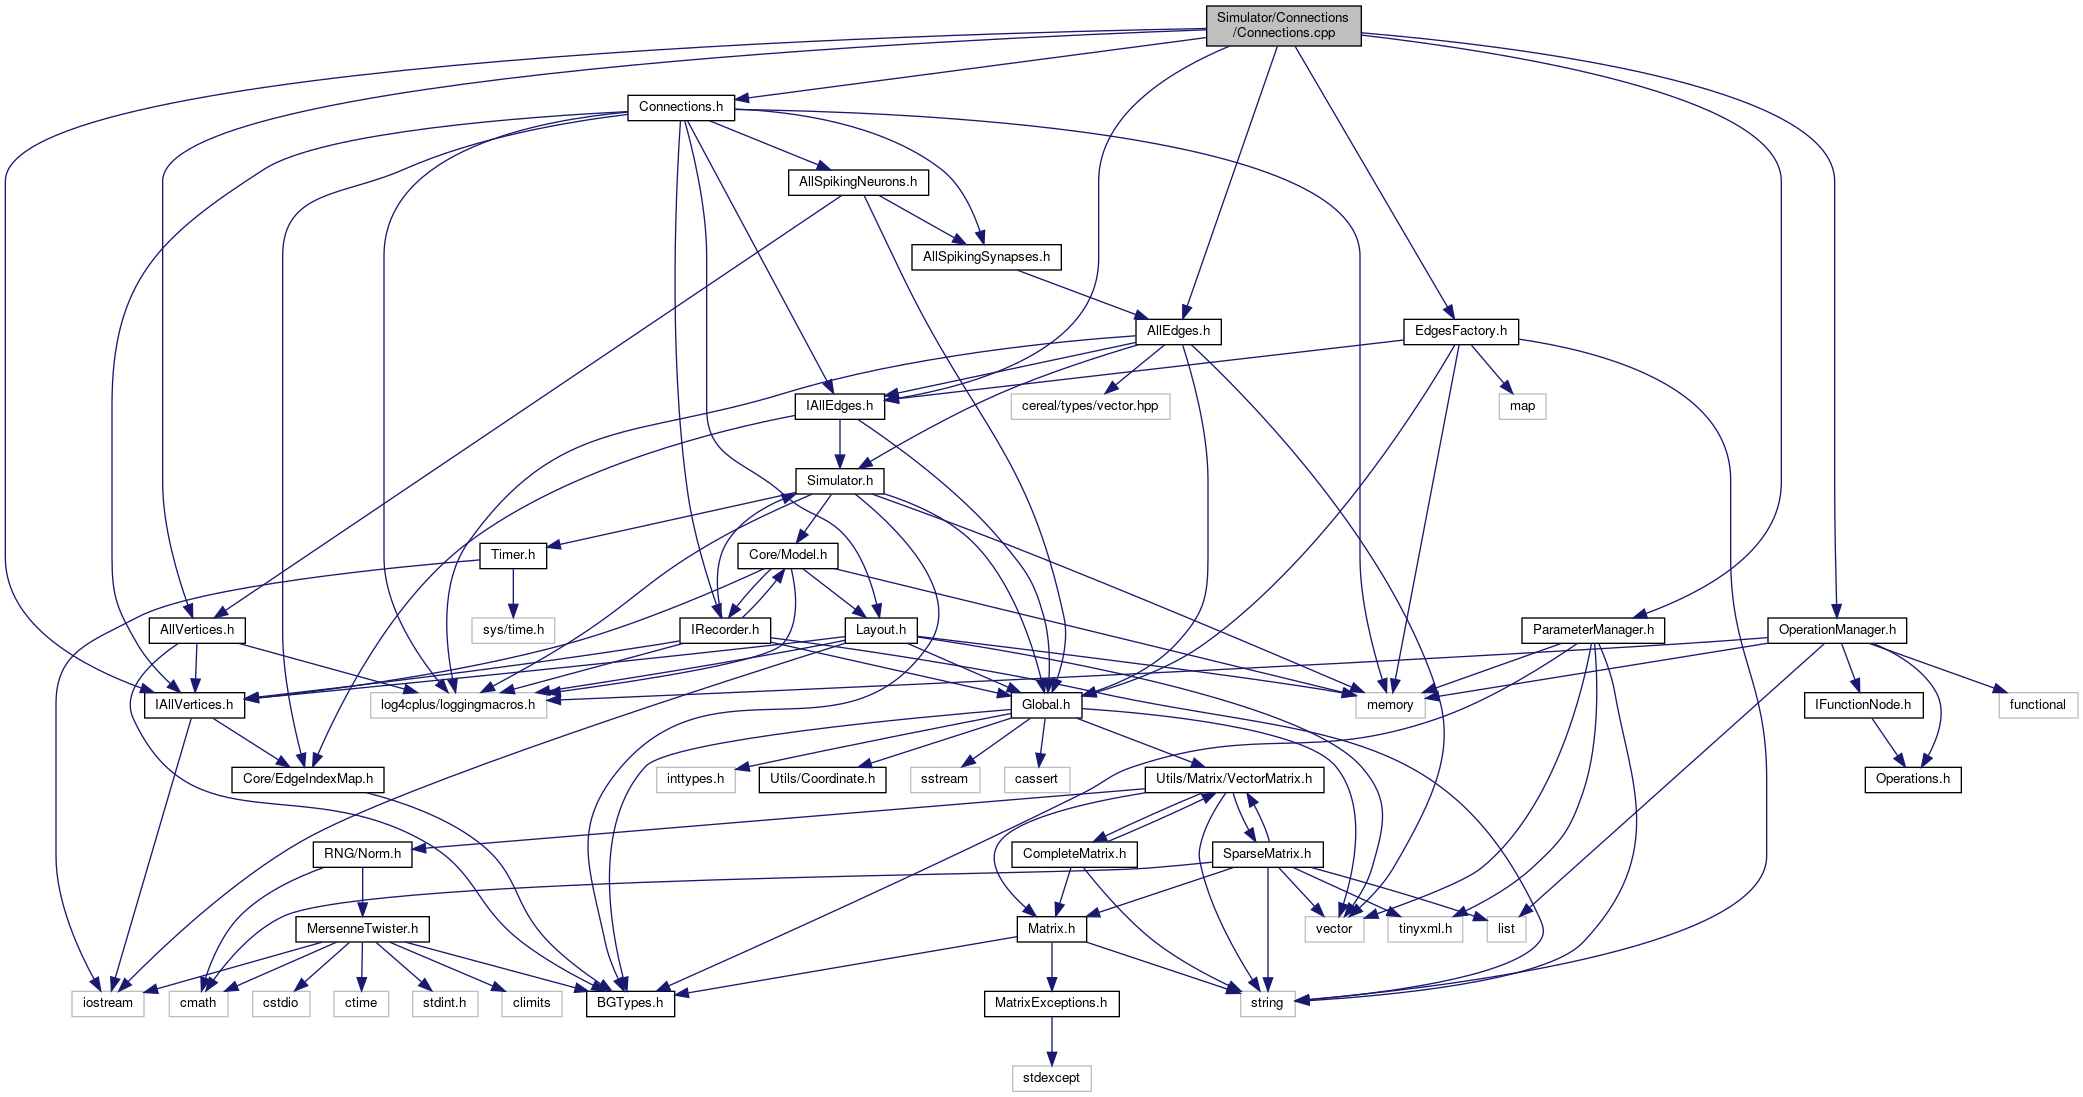 Simulator/Connections
/Connections.cpp
Connections.h
AllSpikingNeurons.h
AllSpikingSynapses.h
AllEdges.h
EdgesFactory.h
IAllEdges.h
cereal/types/vector.hpp
map
Simulator.h
Timer.h
Core/Model.h
AllVertices.h
sys/time.h
IRecorder.h
Layout.h
ParameterManager.h
OperationManager.h
IAllVertices.h
log4cplus/loggingmacros.h
Global.h
memory
IFunctionNode.h
functional
Core/EdgeIndexMap.h
inttypes.h
Utils/Coordinate.h
sstream
cassert
Utils/Matrix/VectorMatrix.h
Operations.h
RNG/Norm.h
CompleteMatrix.h
SparseMatrix.h
MersenneTwister.h
Matrix.h
vector
tinyxml.h
list
iostream
cmath
cstdio
ctime
stdint.h
climits
BGTypes.h
MatrixExceptions.h
string
stdexcept